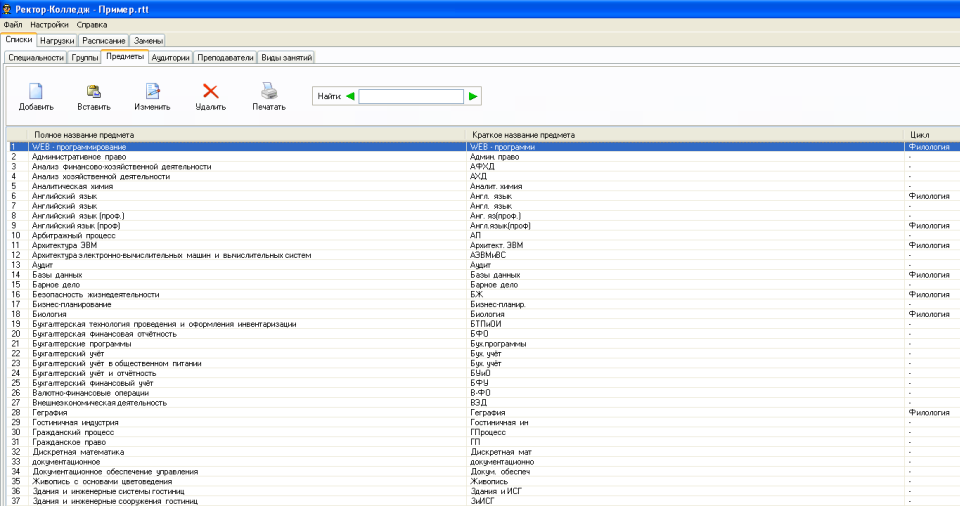 Ректор-Колледж - Пример.rtt
Файл Настройки Справка
Списки Нагрузки Расписание Замены
Специальности Группы Предметы Аудитории Преподаватели Виды занятий
Добавить Вставить Изменить Удалить Печатать Найти:
Полное название предмета Краткое название предмета Цикл
1 WEB - программирование WEB - программи Филология
2 Административное право Админ. право -
3 Анализ финансово-хозяйственной деятельности АФХД -
4 Анализ хозяйственной деятельности АХД -
5 Аналитическая химия Аналит. химия -
6 Английский язык Англ. язык Филология
7 Английский язык Англ. язык -
8 Английский язык (проф.) Анг. яз(проф.) -
9 Английский язык (проф) Англ.язык(проф) Филология
10 Арбитражный процесс АП -
11 Архитектура ЭВМ Архитект. ЭВМ Филология
12 Архитектура электронно-вычислительных машин и вычислительных систем АЭВМиВС -
13 Аудит Аудит -
14 Базы данных Базы данных Филология
15 Барное дело Барное дело -
16 Безопасность жизнедеятельности БЖ Филология
17 Бизнес-планирование Бизнес-планир. -
18 Биология Биология Филология
19 Бухгалтерская технология проведения и оформления инвентаризации БТПиОИ -
20 Бухгалтерская финансовая отчётность БФО -
21 Бухгалтерские программы Бух.программы -
22 Бухгалтерский учёт Бух. учёт -
23 Бухгалтерский учёт в общественном питании Бух. учёт -
24 Бухгалтерский учёт и отчётность БУиО -
25 Бухгалтерский финансовый учёт БФУ -
26 Валютно-финансовые операции В-ФО -
27 Внешнеэкономическая деятельность ВЭД -
28 Геграфия Геграфия Филология
29 Гостиничная индустрия Гостиничная ин -
30 Гражданский процесс ГПроцесс -
31 Гражданское право ГП -
32 Дискретная математика Дискретная мат -
33 документационное документационно -
34 Документационное обеспечение управления Докум. обеспеч -
35 Живопись с основами цветоведения Живопись -
36 Здания и инженерные системы гостиниц Здания и ИСГ -
37 Здания и инженерные сооружения гостиниц ЗиИСГ -